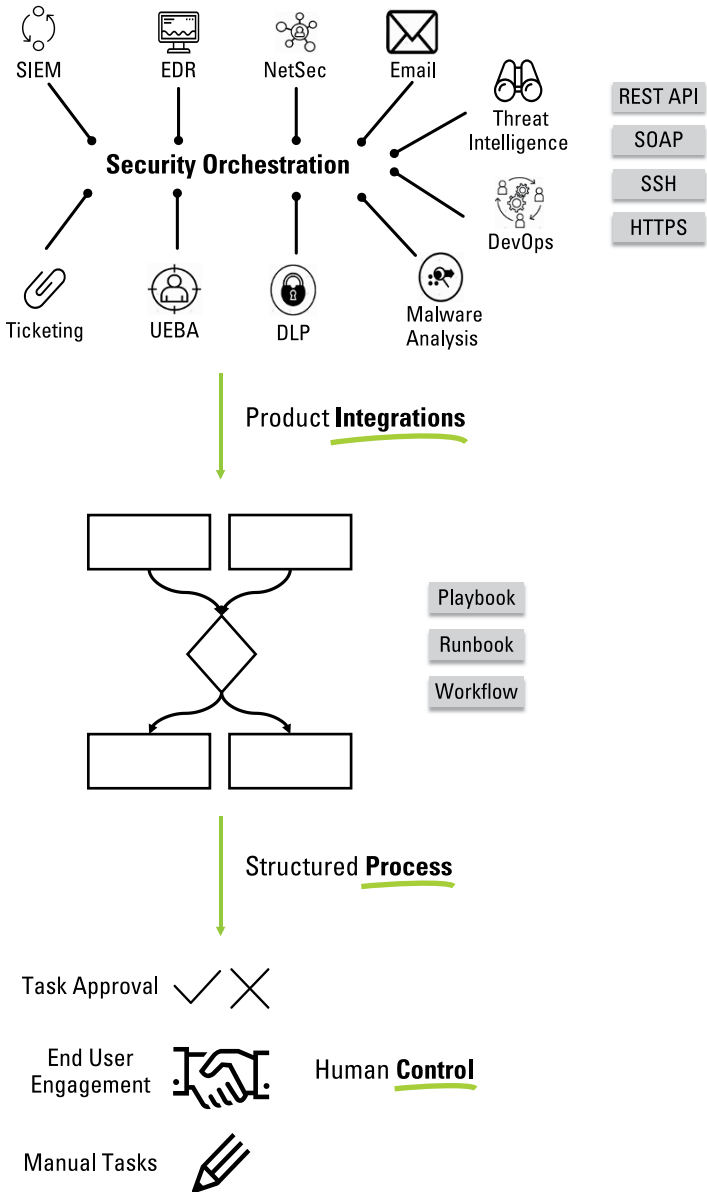 SIEM
EDR
NetSec
Email
Threat
Intelligence
REST API
SOAP
SSH
HTTPS
Security Orchestration
DevOps
Ticketing
UEBA
DLP
Malware
Analysis
Product Integrations
Playbook
Runbook
Workflow
Structured Process
Task Approval
End User
Engagement
Human Control
Manual Tasks